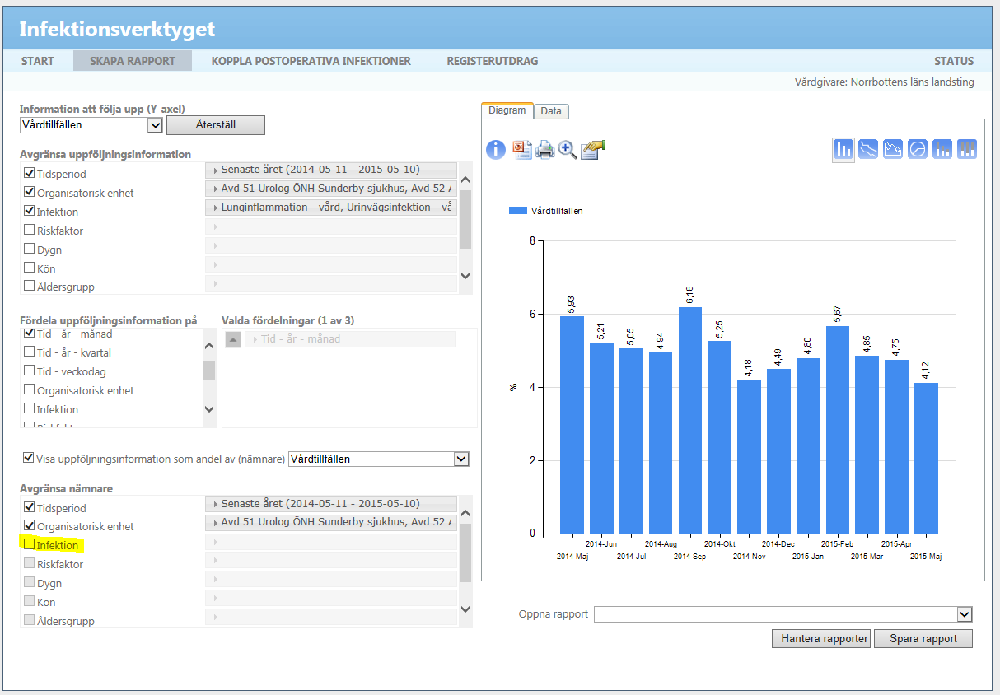 Infektionsverktyget
START SKAPA RAPPORT KOPPLA POSTOPERATIVA INFEKTIONER REGISTERUTDRAG STATUS
Vårdgivare: Norrbottens läns landsting
Information att följa upp (Y-axel)
Vårdtillfällen Återställ
Avgränsa uppföljningsinformation
Tidsperiod Senaste året (2014-05-11 - 2015-05-10)
Organisatorisk enhet Avd 51 Urolog ÖNH Sunderby sjukhus, Avd 52
Infektion Lunginflammation - vård, Urinvägsinfektion - vå
Riskfaktor
Dygn
Kön
Åldersgrupp
Fördela uppföljningsinformation på
Tid - år - månad
Tid - år - kvartal
Tid - veckodag
Organisatorisk enhet
Infektion
Riskfaktor
Valda fördelningar (1 av 3)
Tid - år - månad
Visa uppföljningsinformation som andel av (nämnare) Vårdtillfällen
Avgränsa nämnare
Tidsperiod Senaste året (2014-05-11 - 2015-05-10)
Organisatorisk enhet Avd 51 Urolog ÖNH Sunderby sjukhus, Avd 52
Infektion
Riskfaktor
Dygn
Kön
Åldersgrupp
Diagram Data
Vårdtillfällen
8
6
4
2
0
%
5,93 5,21 5,05 4,94 6,18 5,25 4,18 4,49 4,80 5,67 4,85 4,75 4,12
2014-Jun 2014-Aug 2014-Okt 2014-Dec 2015-Feb 2015-Apr
2014-Maj 2014-Jul 2014-Sep 2014-Nov 2015-Jan 2015-Mar 2015-Maj
Öppna rapport
Hantera rapporter Spara rapport